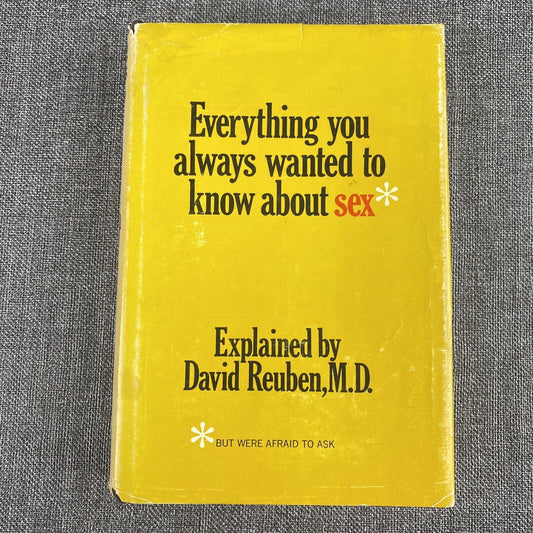 Everything you
always wanted to
know about sex*
Explained by
David Reuben, M.D.
*BUT WERE AFRAID TO ASK